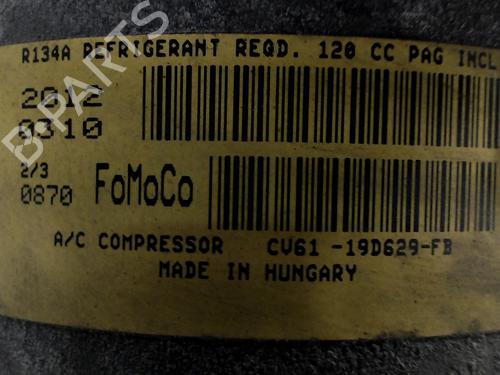 R134A REFRIGERANT REQD. 120 CC PAG INCL
2012
0310
2/3
0870
FoMoCo
A/C COMPRESSOR CV61-19D629-FB
MADE IN HUNGARY
B PARTS